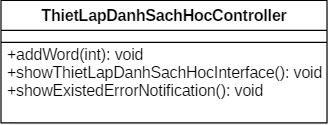 ThietLapDanhSachHocController
+addWord(int): void
+showThietLapDanhSachHocInterface(): void
+showExistedErrorNotification(): void